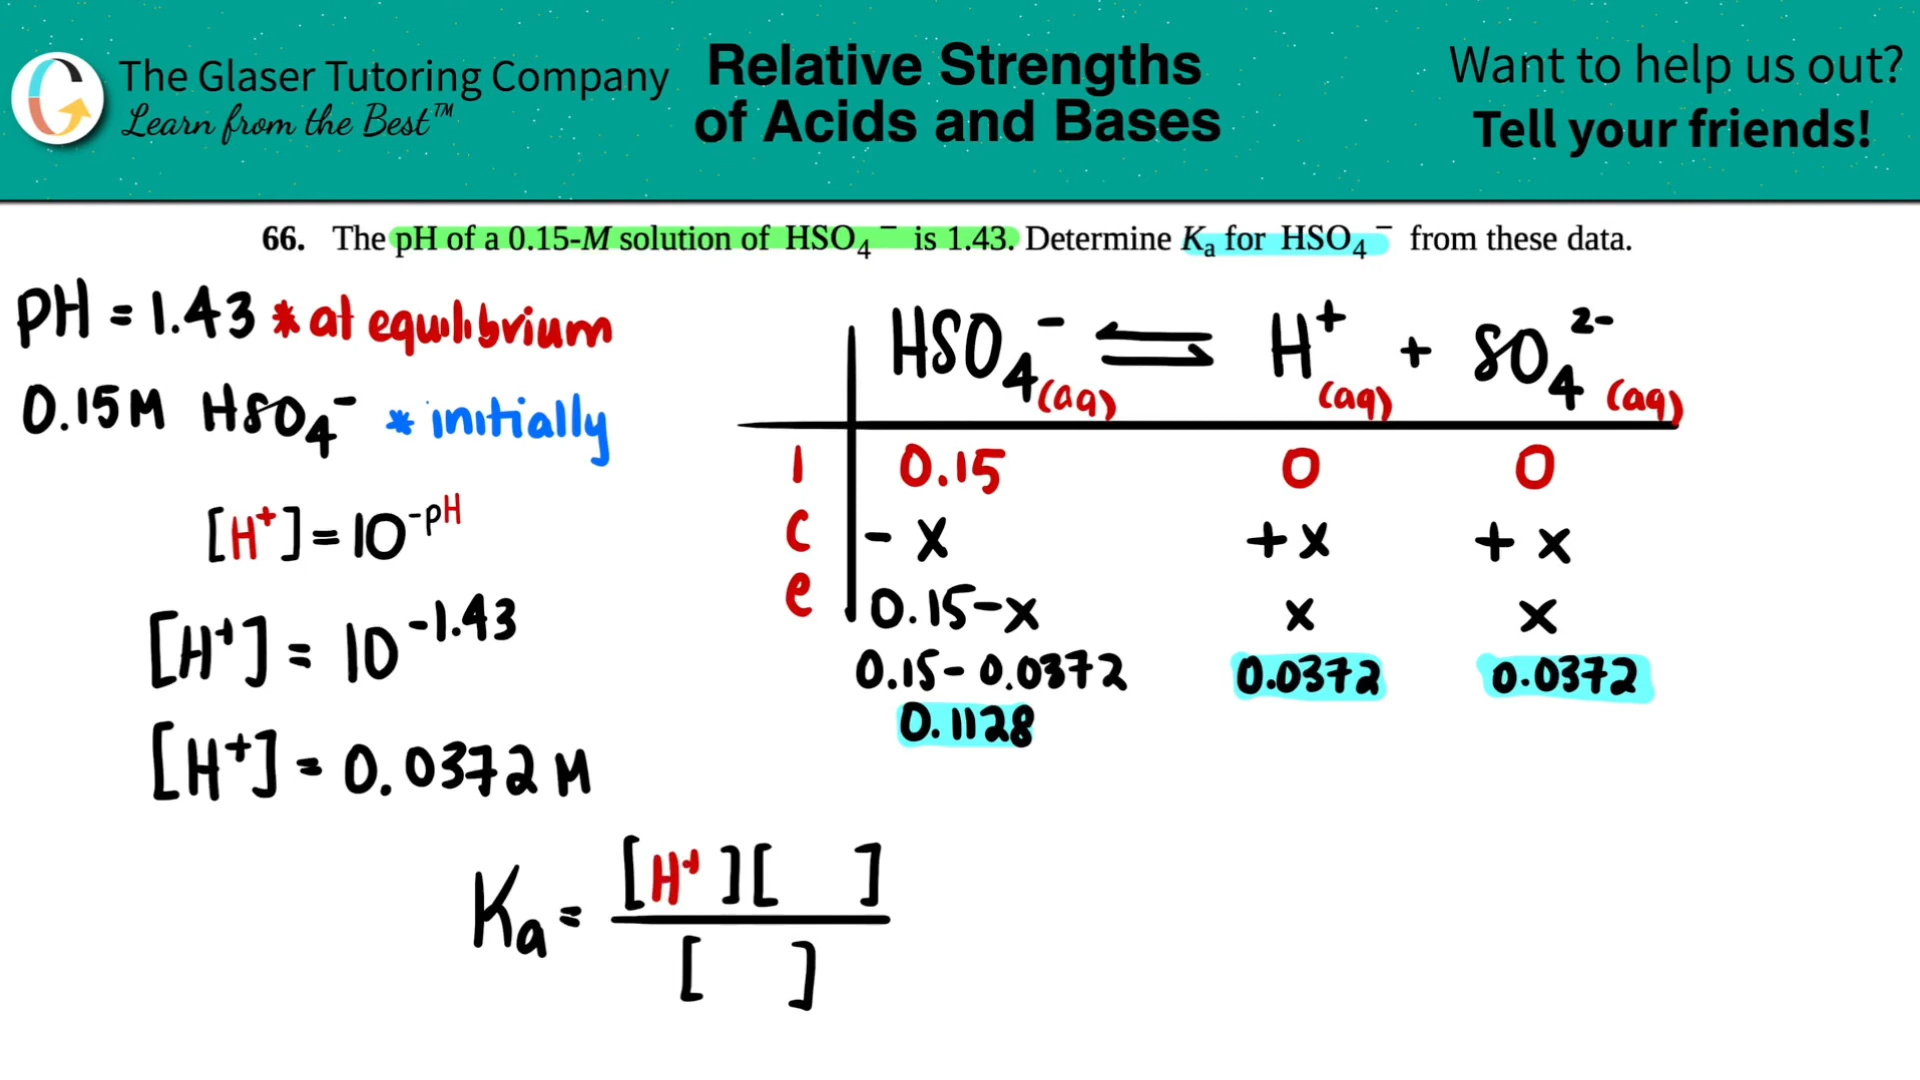 The Glaser Tutoring Company
Learn from the Best™
Relative Strengths
of Acids and Bases
Want to help us out?
Tell your friends!
66. The pH of a 0.15-M solution of HSO₄⁻ is 1.43. Determine Kₐ for HSO₄⁻ from these data.
pH = 1.43 * at equilibrium
0.15M HSO₄⁻ * initially
[H⁺] = 10^-pH
[H⁺] = 10^-1.43
[H⁺] = 0.0372 M
HSO₄⁻(aq) ⇌ H⁺(aq) + SO₄²⁻(aq)
I 0.15 0 0
C - x + x + x
e 0.15-x x x
0.15 - 0.0372 0.0372 0.0372
0.1128
Ka = [H⁺][ ]
[ ]